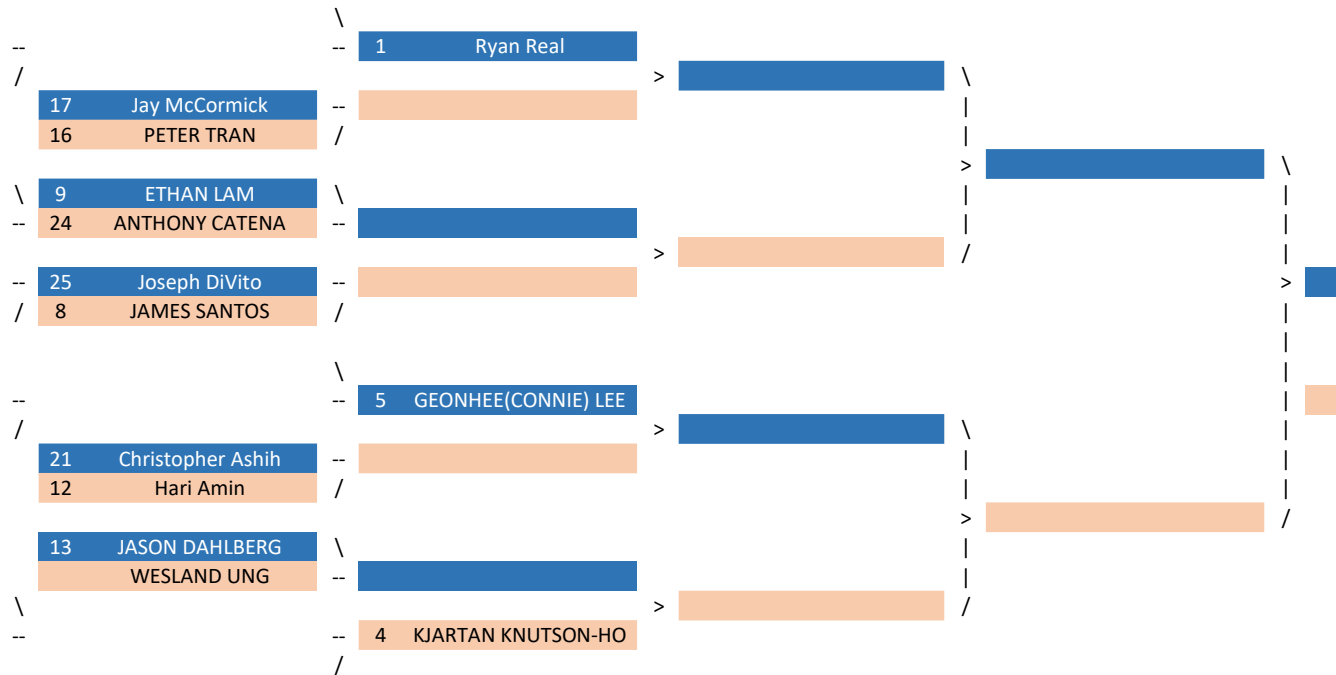 1 Ryan Real
17 Jay McCormick
16 PETER TRAN
9 ETHAN LAM
24 ANTHONY CATENA
25 Joseph DiVito
8 JAMES SANTOS
5 GEONHEE(CONNIE) LEE
21 Christopher Ashih
12 Hari Amin
13 JASON DAHLBERG
WESLAND UNG
4 KJARTAN KNUTSON-HO